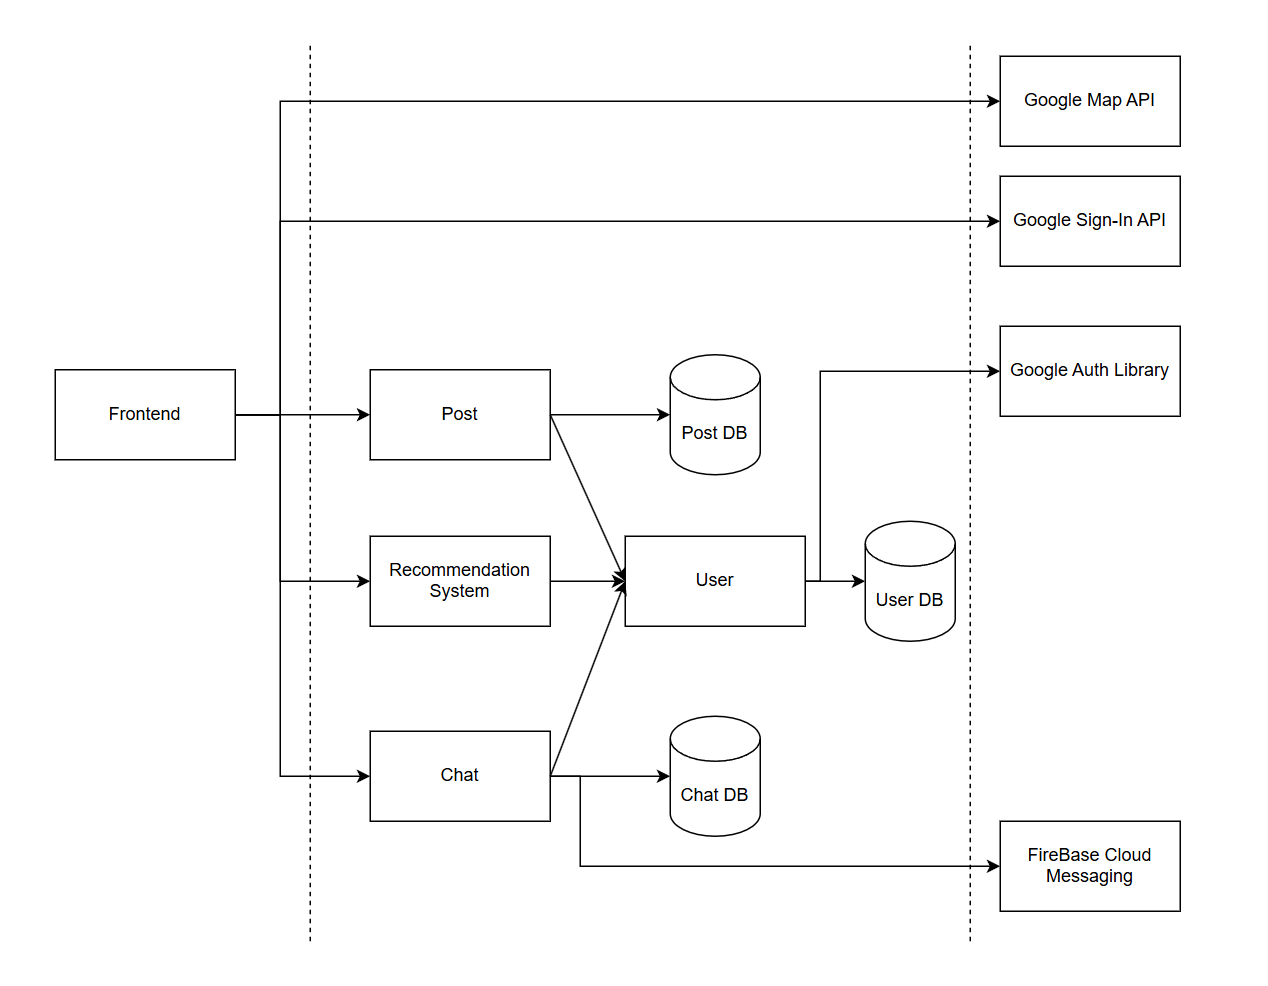 Google Map API
Google Sign-In API
Google Auth Library
Frontend
Post
Post DB
Recommendation
System
User
User DB
Chat
Chat DB
FireBase Cloud
Messaging